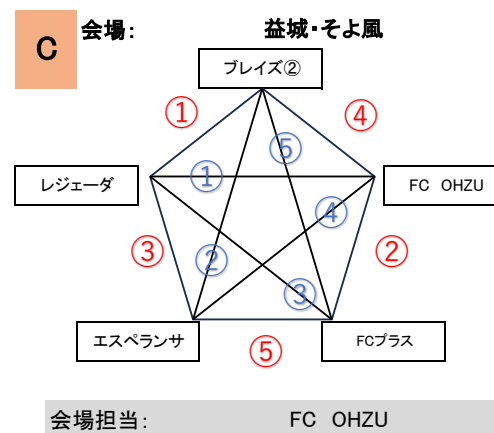 C
会場:　益城・そよ風
ブレイズ②
①
④
⑤
レジェーダ
①
FC OHZU
④
③
②
②
③
エスペランサ
FCプラス
⑤
会場担当:　FC OHZU